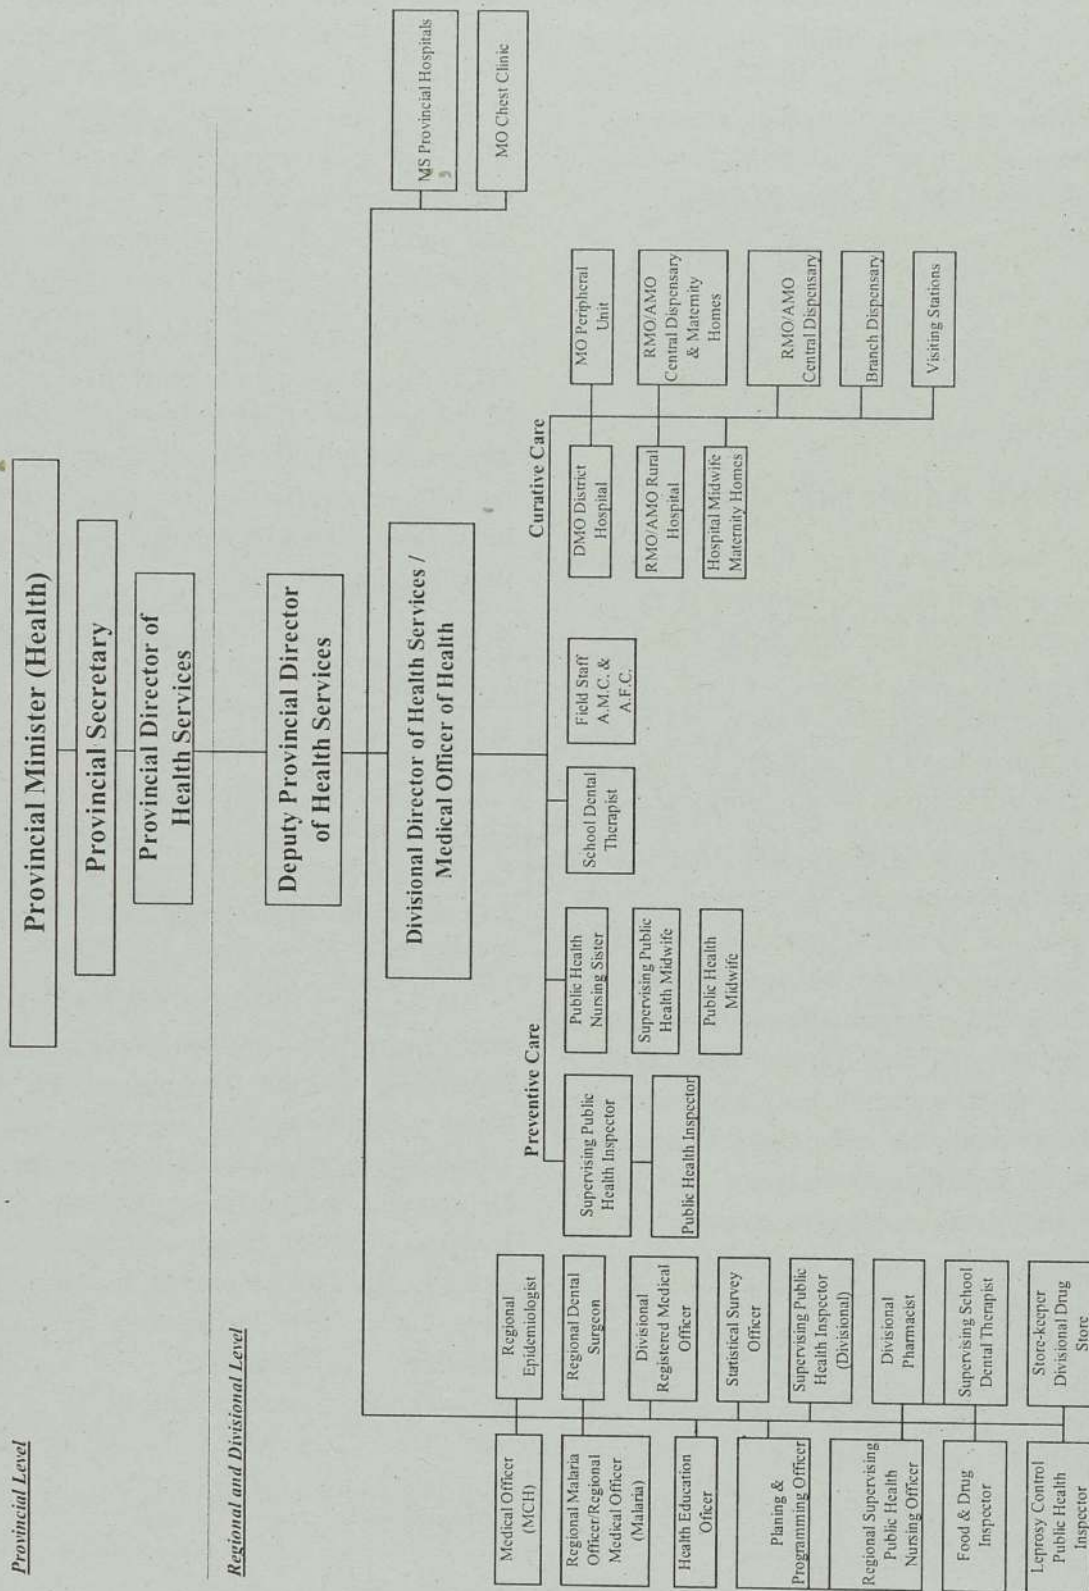 Provincial Level
Provincial Minister (Health)
Provincial Secretary
Provincial Director of
Health Services
Regional and Divisional Level
Deputy Provincial Director
of Health Services
Divisional Director of Health Services /
Medical Officer of Health
MS Provincial Hospitals
MO Chest Clinic
Medical Officer
(MCH)
Regional
Epidemiologist
Regional Malaria
Officer/Regional
Medical Officer
(Malaria)
Regional Dental
Surgeon
Health Education
Oficer
Divisional
Registered Medical
Officer
Planing &
Programming Officer
Statistical Survey
Officer
Supervising Public
Health Inspector
(Divisional)
Regional Supervising
Public Health
Nursing Officer
Divisional
Pharmacist
Food & Drug
Inspector
Supervising School
Dental Therapist
Leprosy Control
Public Health
Inspector
Store-keeper
Divisional Drug
Store
Preventive Care
Supervising Public
Health Inspector
Public Health Inspector
Public Health
Nursing Sister
Supervising Public
Health Midwife
Public Health
Midwife
School Dental
Therapist
Field Staff
A.M.C. &
A.F.C.
Curative Care
DMO District
Hospital
MO Peripheral
Unit
RMO/AMO Rural
Hospital
RMO/AMO
Central Dispensary
& Maternity
Homes
Hospital Midwife
Maternity Homes
RMO/AMO
Central Dispensary
Branch Dispensary
Visiting Stations